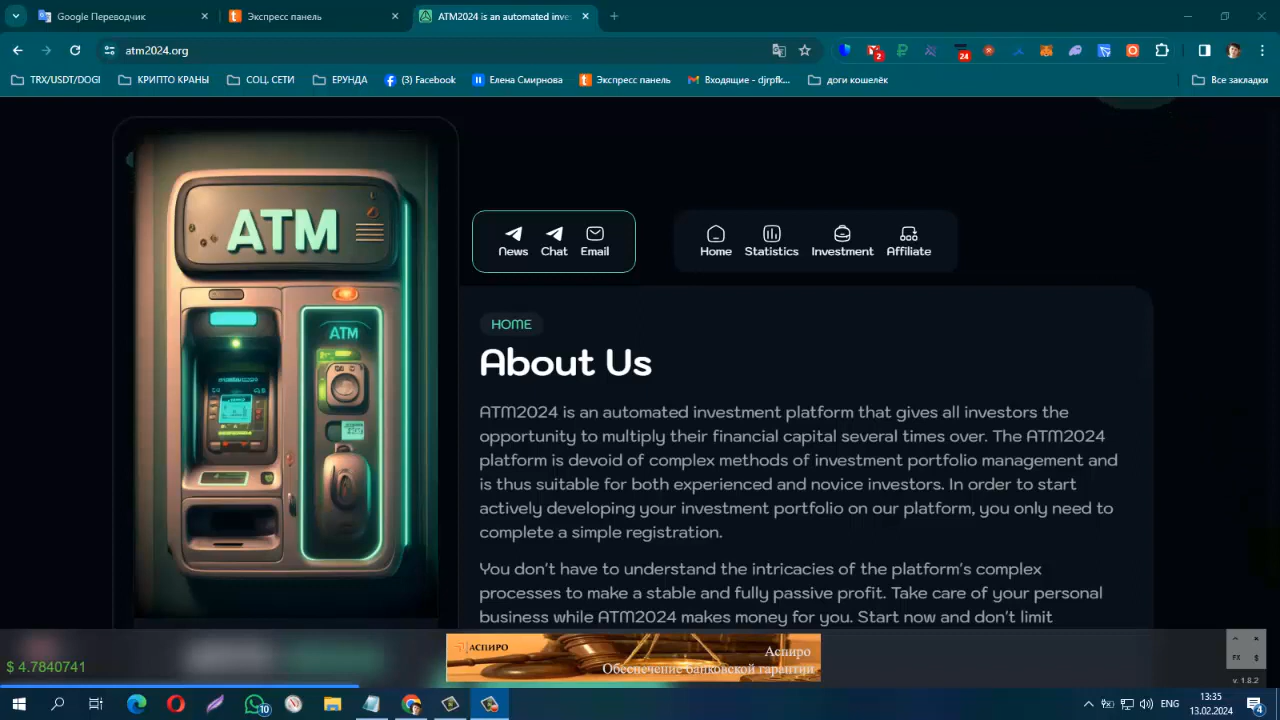 Google Переводчик
Экспресс панель
ATM2024 is an automated inve
atm2024.org
2
24
TRX/USDT/DOGI
КРИПТО КРАНЫ
СОЦ. СЕТИ
ЕРУНДА
(3) Facebook
Елена Смирнова
Экспресс панель
Входящие - djrpfk...
доги кошелёк
Все закладки
ATM
ATM
News
Chat
Email
Home
Statistics
Investment
Affiliate
HOME
About Us
ATM2024 is an automated investment platform that gives all investors the
opportunity to multiply their financial capital several times over. The ATM2024
platform is devoid of complex methods of investment portfolio management and
is thus suitable for both experienced and novice investors. In order to start
actively developing your investment portfolio on our platform, you only need to
complete a simple registration.
You don't have to understand the intricacies of the platform's complex
processes to make a stable and fully passive profit. Take care of your personal
business while ATM2024 makes money for you. Start now and don't limit
АСПИРО
Аспиро
Обеспечение банковской гарантии
$ 4.7840741
FX $
v. 1.8.2
10
ENG
13:35
13.02.2024
4